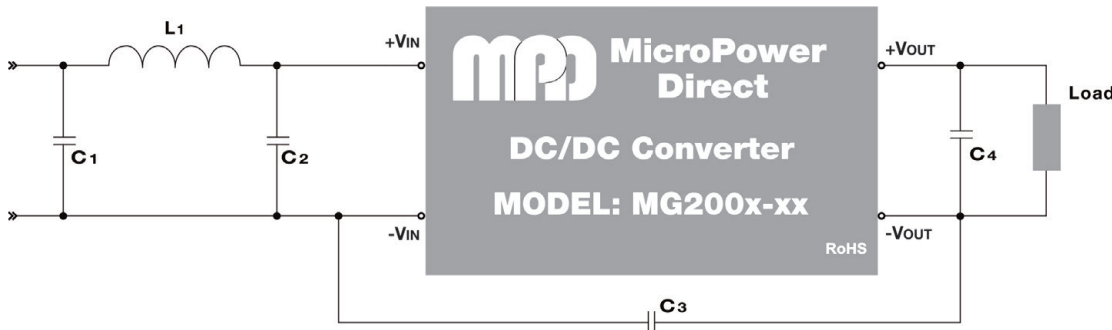 L1
+VIN
MPD
MicroPower
Direct
+VOUT
Load
C1
C2
DC/DC Converter
C4
MODEL: MG200x-xx
-VIN
-VOUT
RoHS
C3